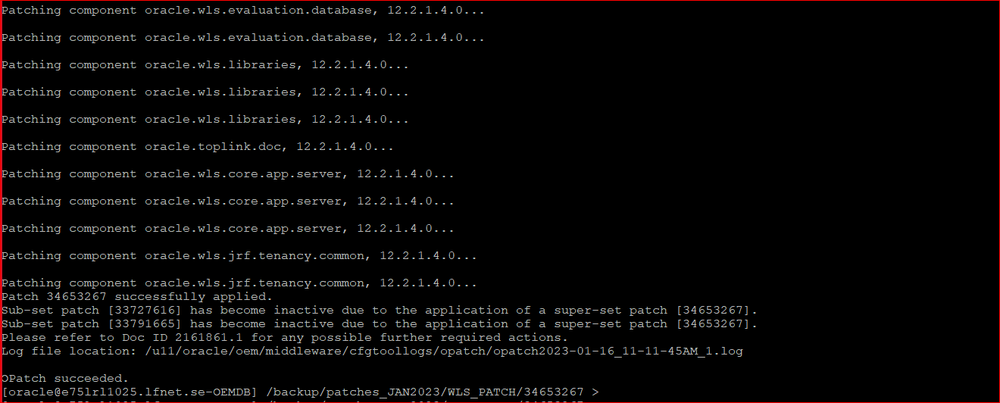 Patching component oracle.wls.evaluation.database, 12.2.1.4.0...
Patching component oracle.wls.evaluation.database, 12.2.1.4.0...
Patching component oracle.wls.libraries, 12.2.1.4.0...
Patching component oracle.wls.libraries, 12.2.1.4.0...
Patching component oracle.wls.libraries, 12.2.1.4.0...
Patching component oracle.toplink.doc, 12.2.1.4.0...
Patching component oracle.wls.core.app.server, 12.2.1.4.0...
Patching component oracle.wls.core.app.server, 12.2.1.4.0...
Patching component oracle.wls.core.app.server, 12.2.1.4.0...
Patching component oracle.wls.jrf.tenancy.common, 12.2.1.4.0...
Patching component oracle.wls.jrf.tenancy.common, 12.2.1.4.0...
Patch 34653267 successfully applied.
Sub-set patch [33727616] has become inactive due to the application of a super-set patch [34653267].
Sub-set patch [33791665] has become inactive due to the application of a super-set patch [34653267].
Please refer to Doc ID 2161861.1 for any possible further required actions.
Log file location: /u11/oracle/oem/middleware/cfgtoollogs/opatch/opatch2023-01-16_11-11-45AM_1.log
OPatch succeeded.
[oracle@e75lrl1025.lfnet.se-OEMDB] /backup/patches_JAN2023/WLS_PATCH/34653267 >